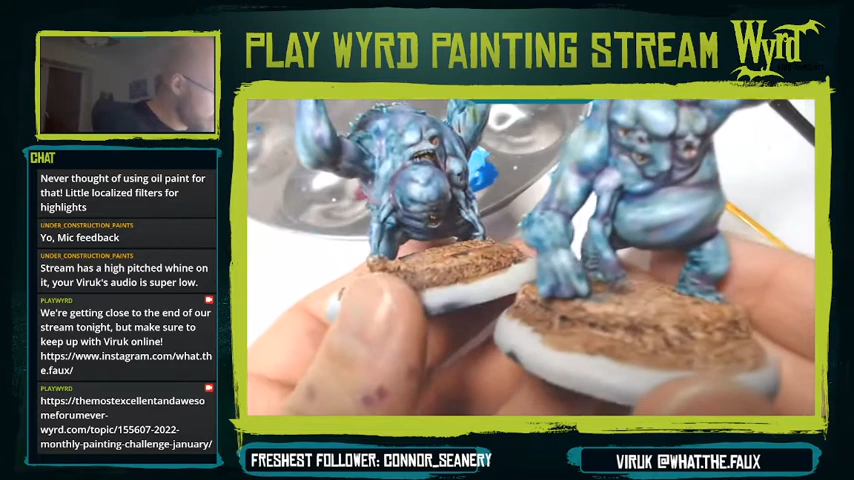 PLAY WYRD PAINTING STREAM
Wyrd
CHAT
Never thought of using oil paint for
that! Little localized filters for
highlights
UNDER_CONSTRUCTION_PAINTS
Yo, Mic feedback
UNDER_CONSTRUCTION_PAINTS
Stream has a high pitched whine on
it, your Viruk's audio is super low.
PLAYWYRD
We're getting close to the end of our
stream tonight, but make sure to
keep up with Viruk online!
https://www.instagram.com/what.th
e.faux/
PLAYWYRD
https://themostexcellentandaweso
meforumever-
wyrd.com/topic/155607-2022-
monthly-painting-challenge-january/
FRESHEST FOLLOWER: CONNOR_SEANERY
VIRUK @WHAT.THE.FAUX